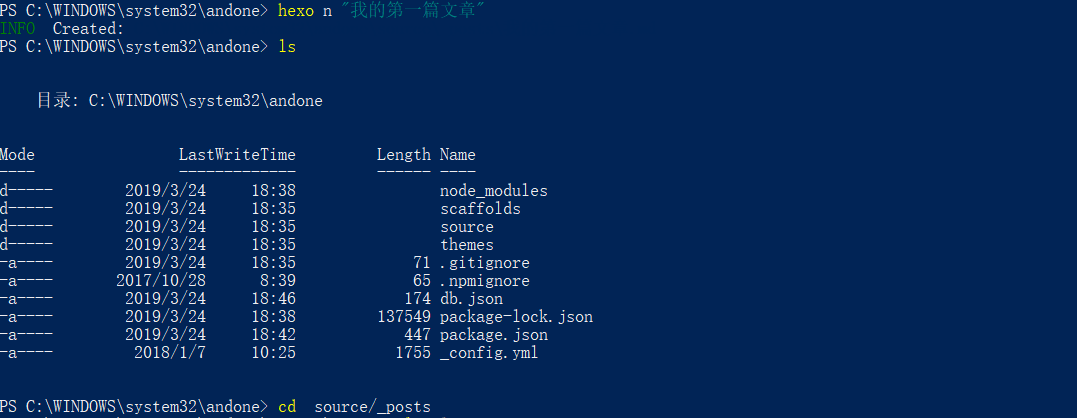 PS C:\WINDOWS\system32\andone> hexo n "我的第一篇文章"
INFO  Created:
PS C:\WINDOWS\system32\andone> ls
目录: C:\WINDOWS\system32\andone
Mode                LastWriteTime         Length Name
----                -------------         ------ ----
d-----        2019/3/24     18:38                node_modules
d-----        2019/3/24     18:35                scaffolds
d-----        2019/3/24     18:35                source
d-----        2019/3/24     18:35                themes
-a----        2019/3/24     18:35             71 .gitignore
-a----       2017/10/28      8:39             65 .npmignore
-a----        2019/3/24     18:46            174 db.json
-a----        2019/3/24     18:38         137549 package-lock.json
-a----        2019/3/24     18:42            447 package.json
-a----         2018/1/7     10:25           1755 _config.yml
PS C:\WINDOWS\system32\andone> cd  source/_posts